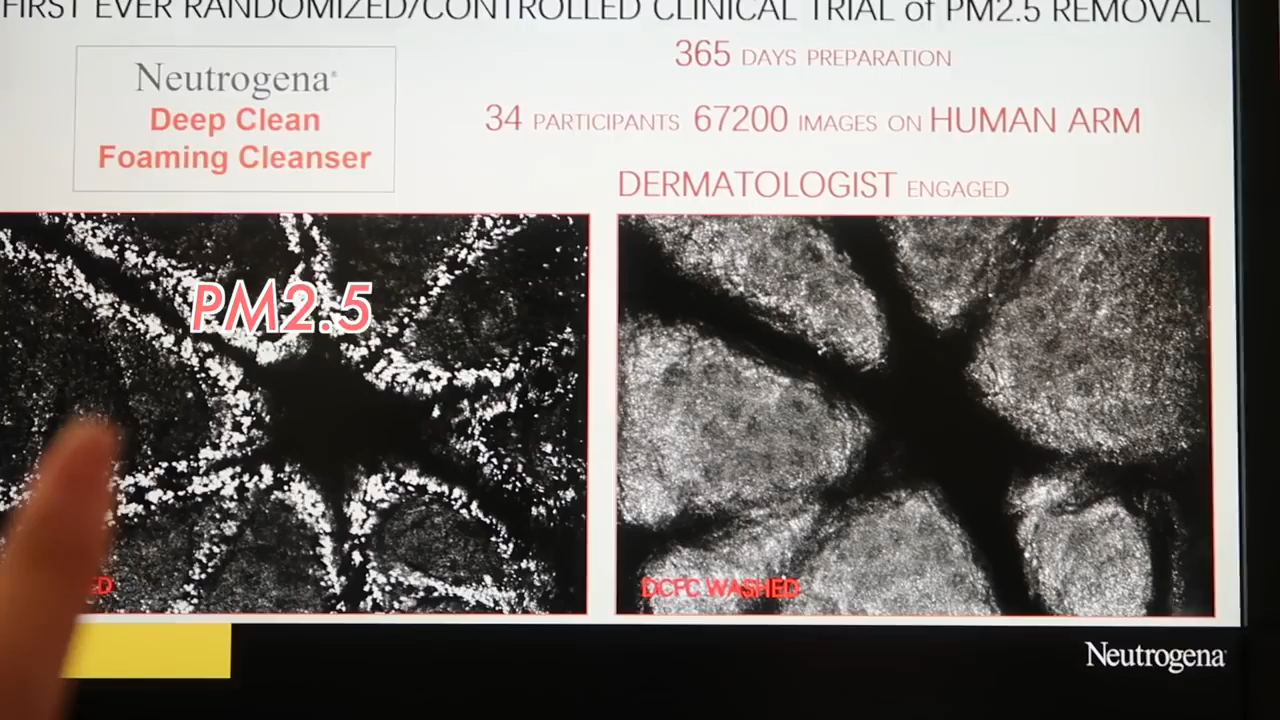 FIRST EVER RANDOMIZED/CONTROLLED CLINICAL TRIAL of PM2.5 REMOVAL
Neutrogena®
Deep Clean
Foaming Cleanser
365 DAYS PREPARATION
34 PARTICIPANTS 67200 IMAGES ON HUMAN ARM
DERMATOLOGIST ENGAGED
PM2.5
ED
DCFC WASHED
Neutrogena